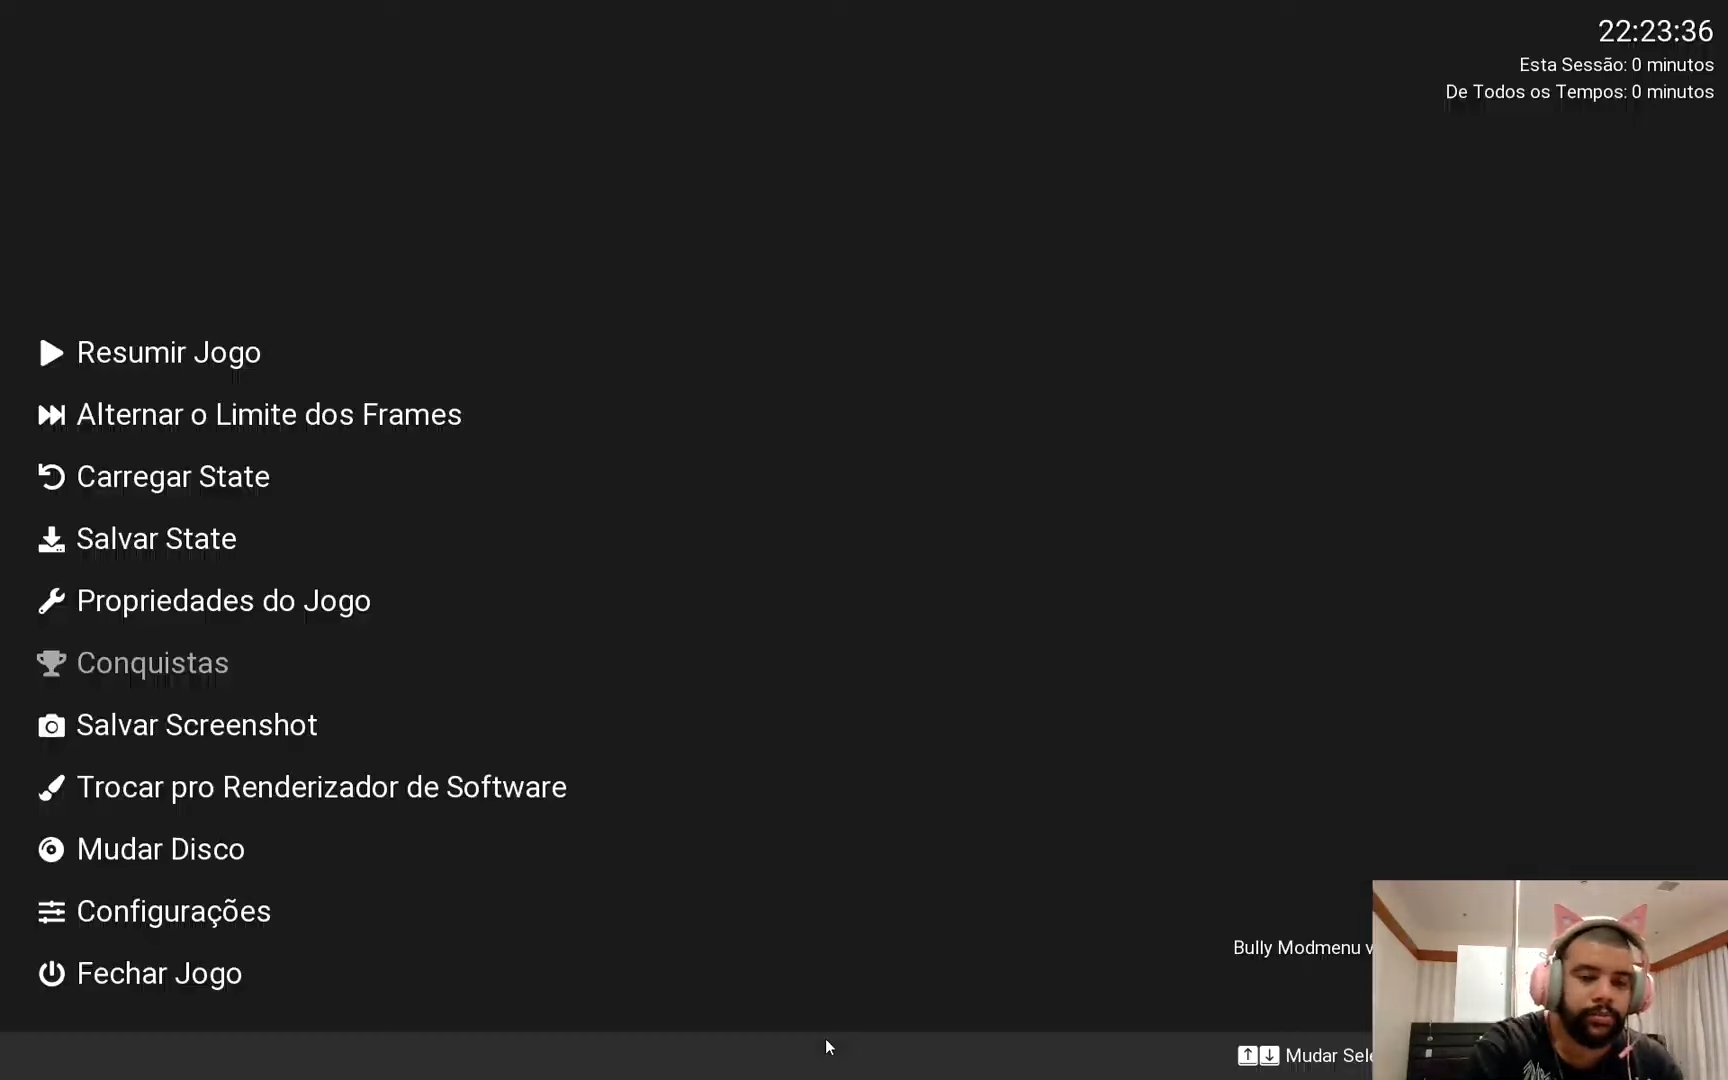 22:23:36
Esta Sessão: 0 minutos
De Todos os Tempos: 0 minutos
Resumir Jogo
Alternar o Limite dos Frames
Carregar State
Salvar State
Propriedades do Jogo
Conquistas
Salvar Screenshot
Trocar pro Renderizador de Software
Mudar Disco
Configurações
Fechar Jogo
Bully Modmenu
Mudar